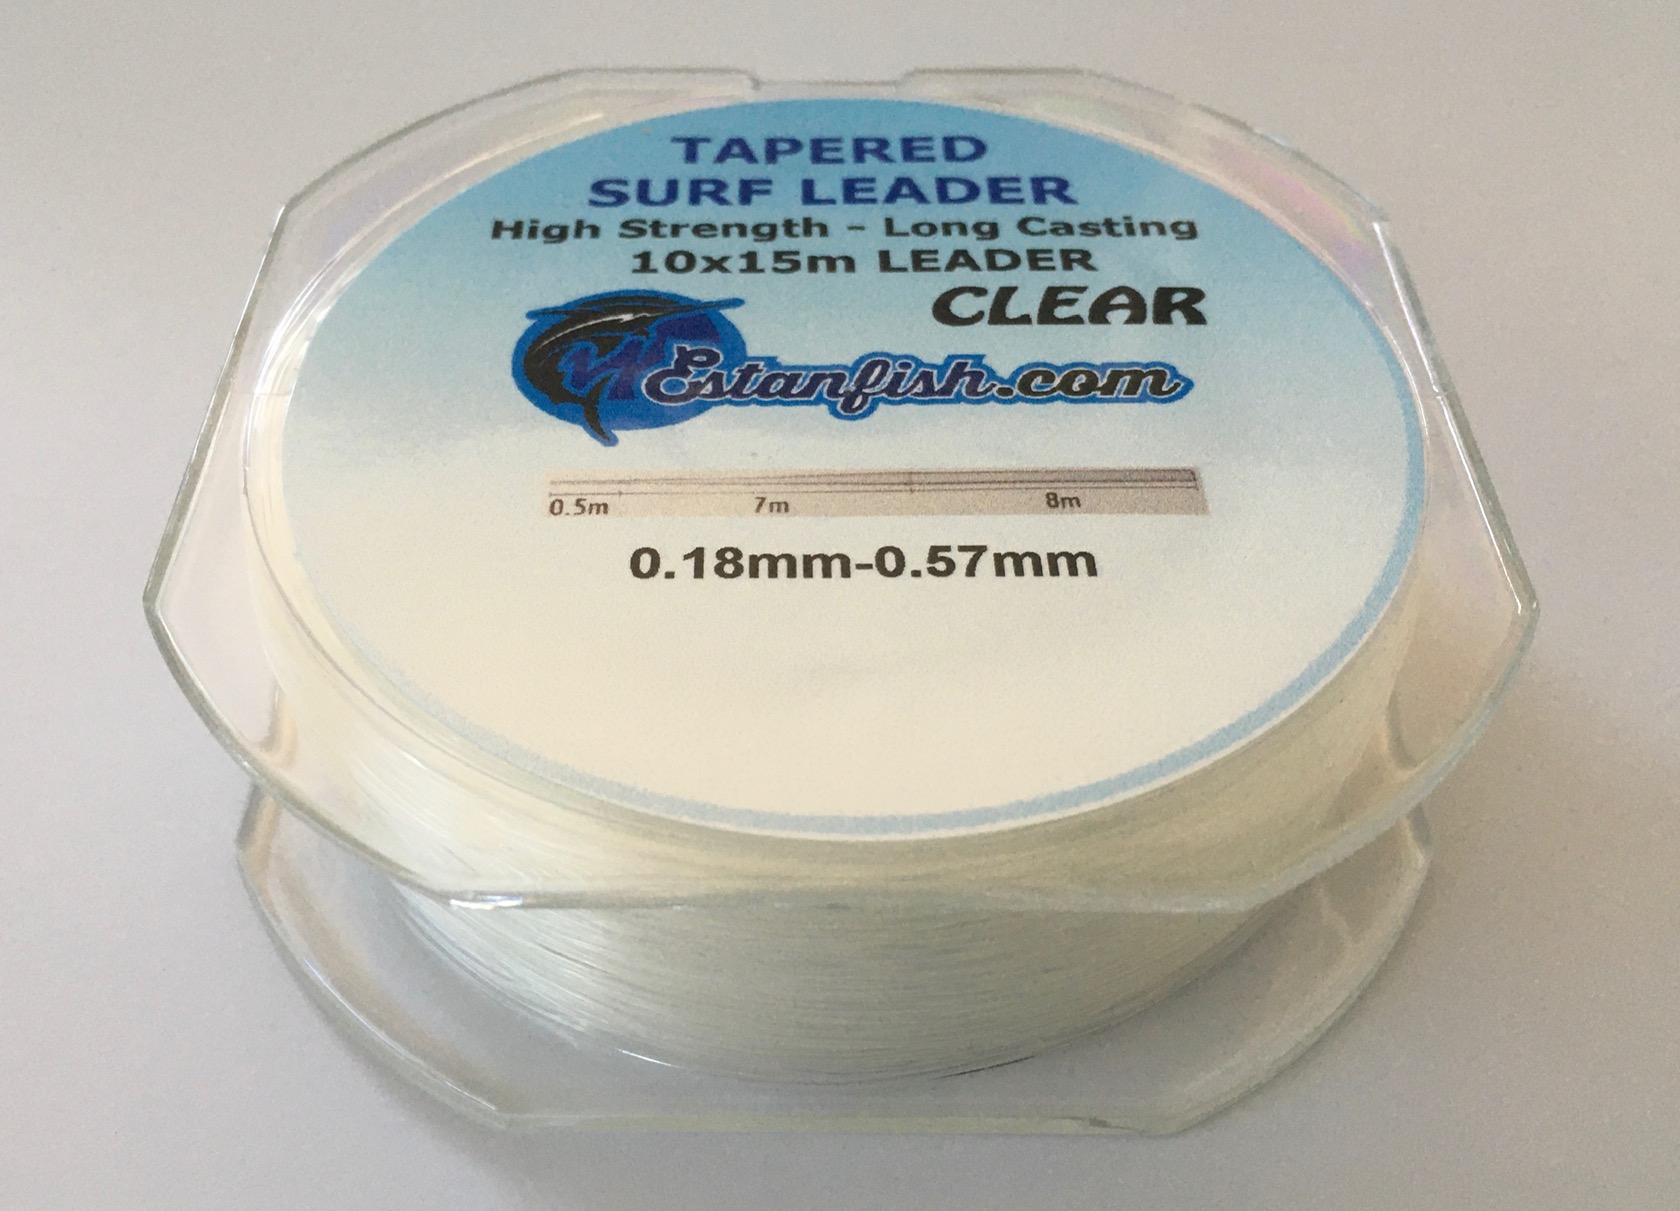 TAPERED
SURF LEADER
High Strength - Long Casting
10x15m LEADER
CLEAR
WEstanfish.com
0.5m 7m 8m
0.18mm-0.57mm